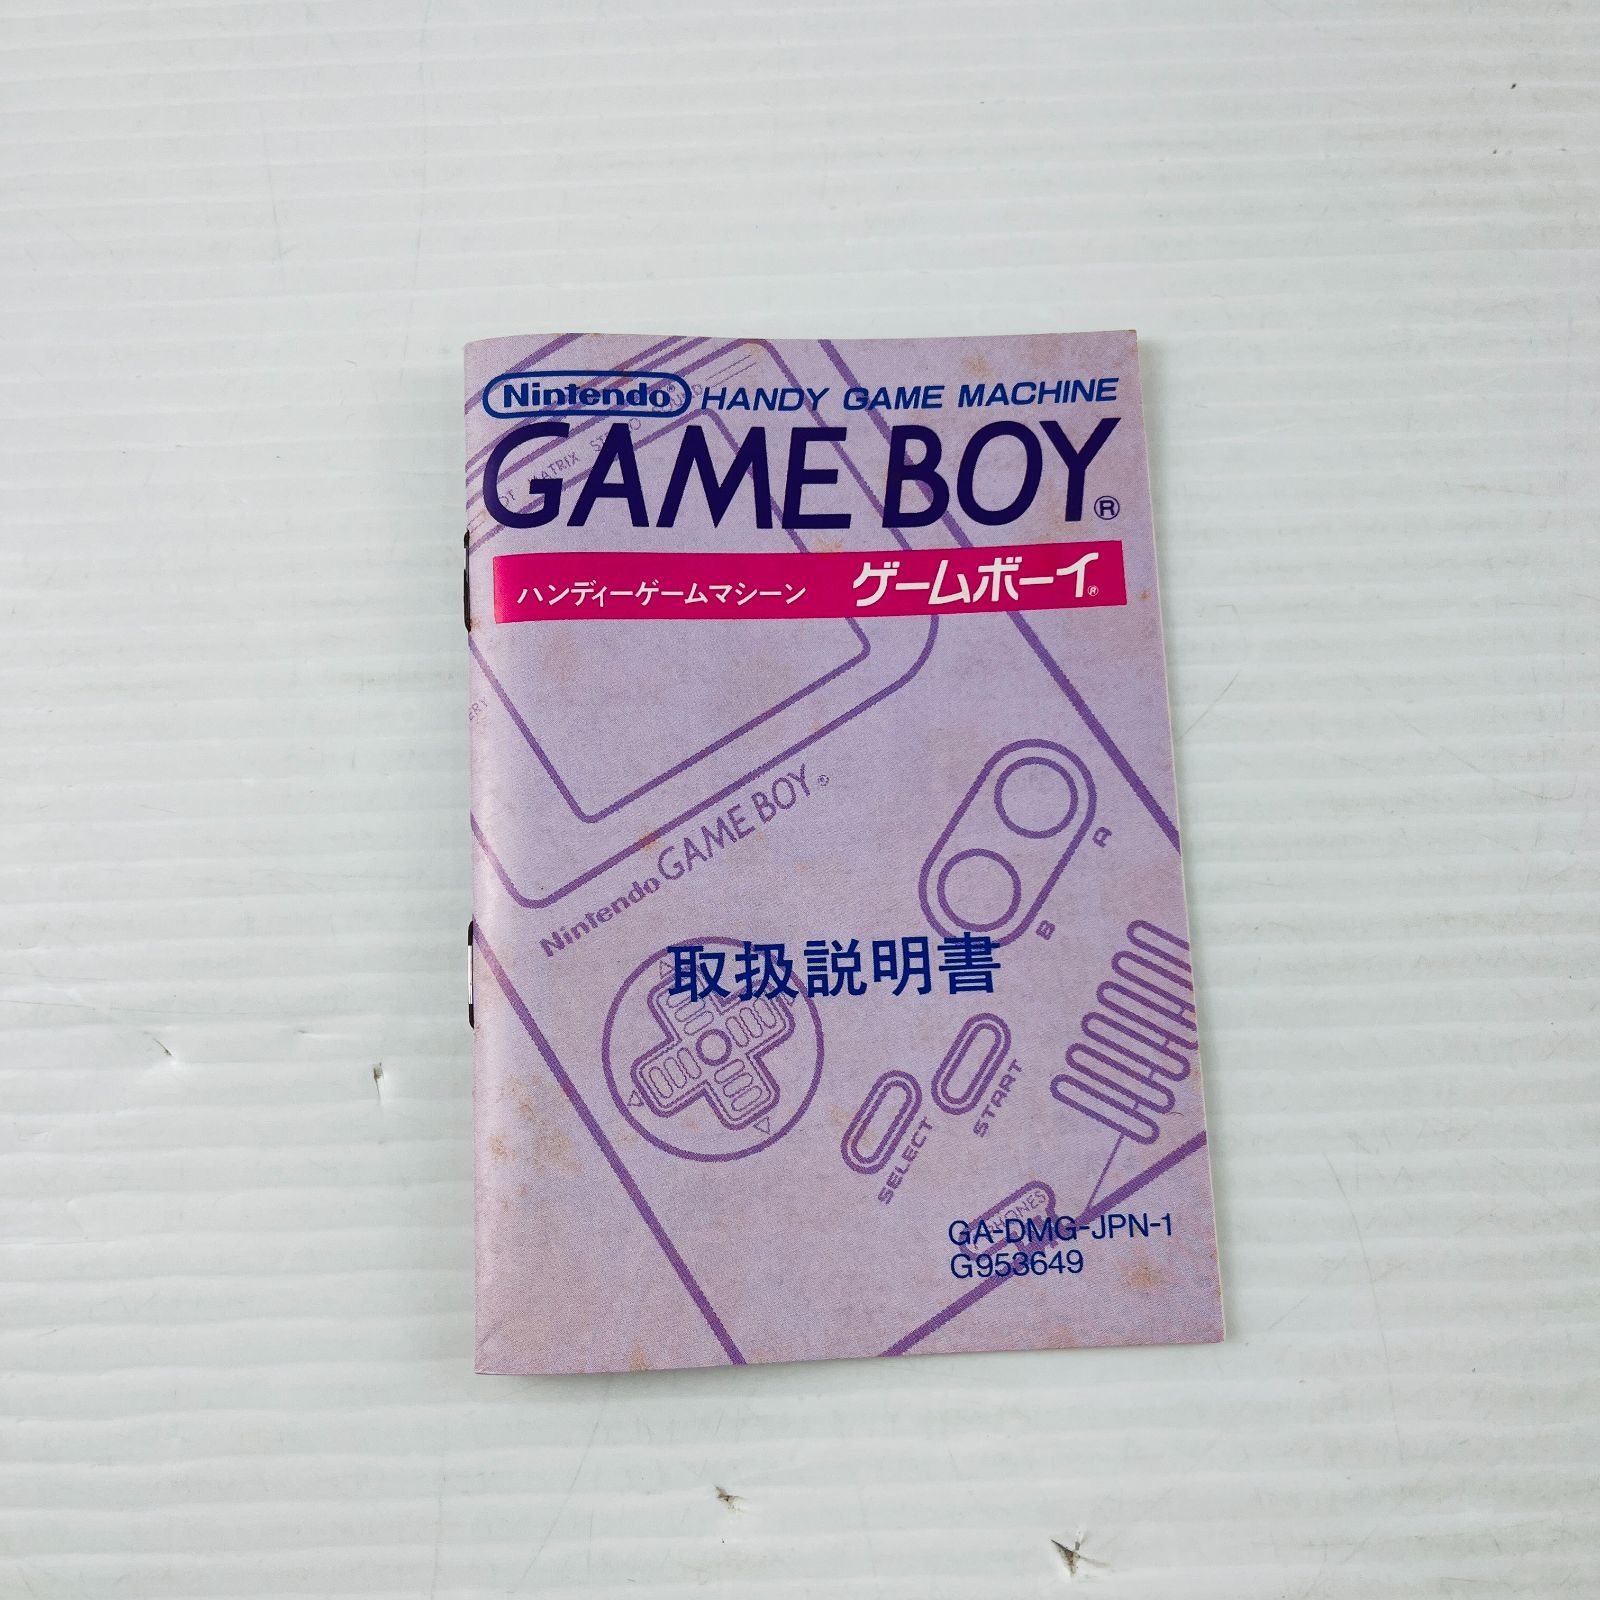 Nintendo® HANDY GAME MACHINE
GAME BOY®
ハンディーゲームマシーン ゲームボーイ®
MATRIX
Nintendo GAME BOY®
A
B
取扱説明書
SELECT
START
GA-DMG-JPN-1
G953649